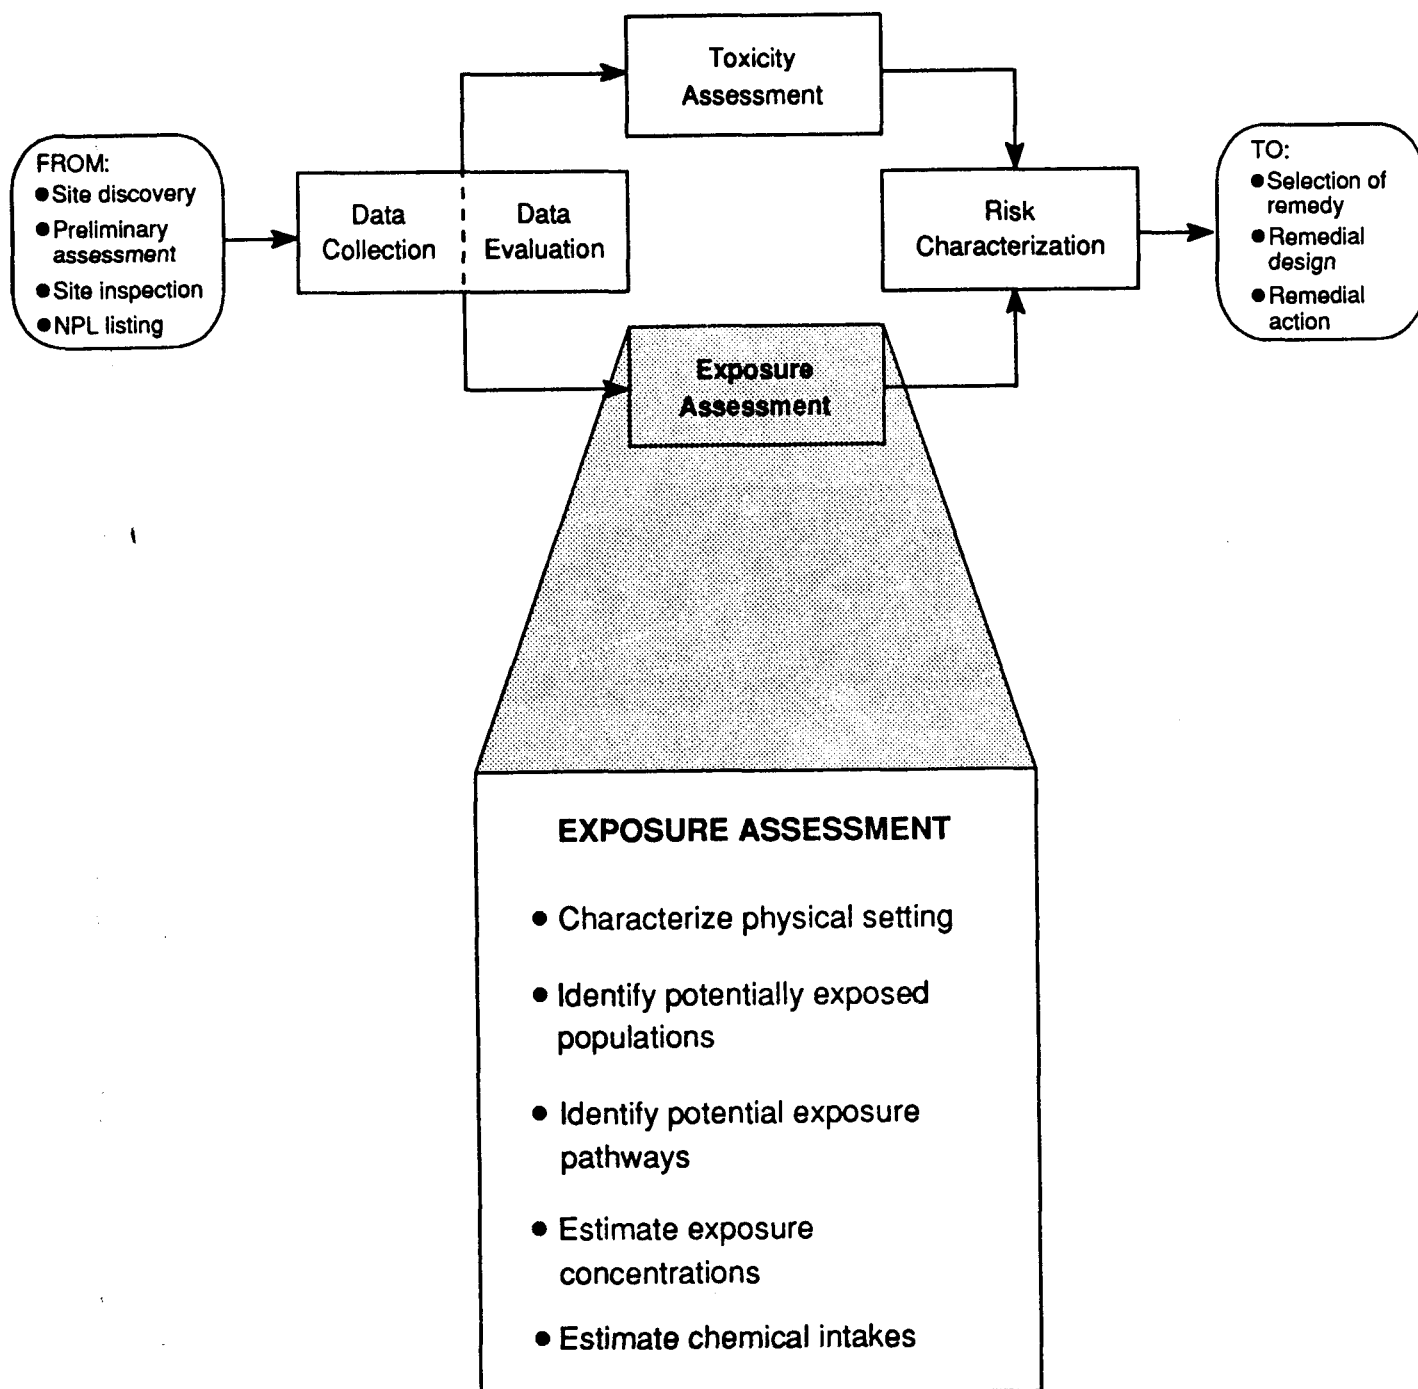 Toxicity
Assessment
FROM:
●Site discovery
●Preliminary
assessment
●Site inspection
●NPL listing
Data
Collection
Data
Evaluation
Risk
Characterization
TO:
●Selection of
remedy
●Remedial
design
●Remedial
action
Exposure
Assessment
EXPOSURE ASSESSMENT
● Characterize physical setting
● Identify potentially exposed
populations
● Identify potential exposure
pathways
● Estimate exposure
concentrations
● Estimate chemical intakes